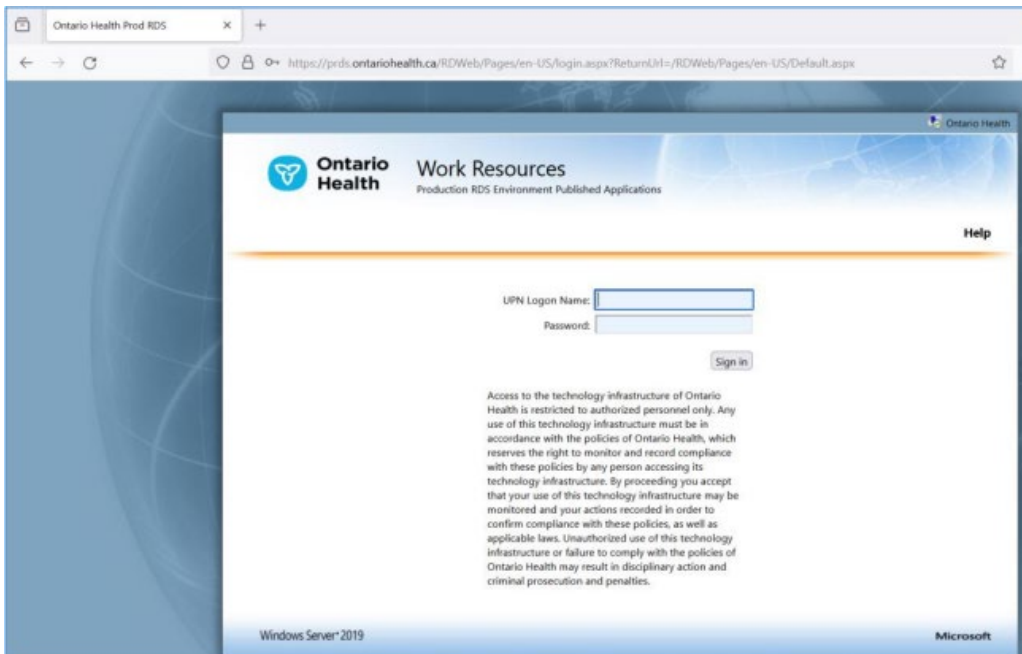 Ontario Health Prod RDS
https://prds.ontariohealth.ca/RDWeb/Pages/en-US/login.aspx?ReturnUrl=/RDWeb/Pages/en-US/Default.aspx
Ontario Health
Ontario
Health
Work Resources
Production RDS Environment Published Applications
Help
UPN Logon Name:
Password:
Sign in
Access to the technology infrastructure of Ontario
Health is restricted to authorized personnel only. Any
use of this technology infrastructure must be in
accordance with the policies of Ontario Health, which
reserves the right to monitor and record compliance
with these policies by any person accessing its
technology infrastructure. By proceeding you accept
that your use of this technology infrastructure may be
monitored and your actions recorded in order to
confirm compliance with these policies, as well as
applicable laws. Unauthorized use of this technology
infrastructure or failure to comply with the policies of
Ontario Health may result in disciplinary action and
criminal prosecution and penalties.
Windows Server 2019
Microsoft